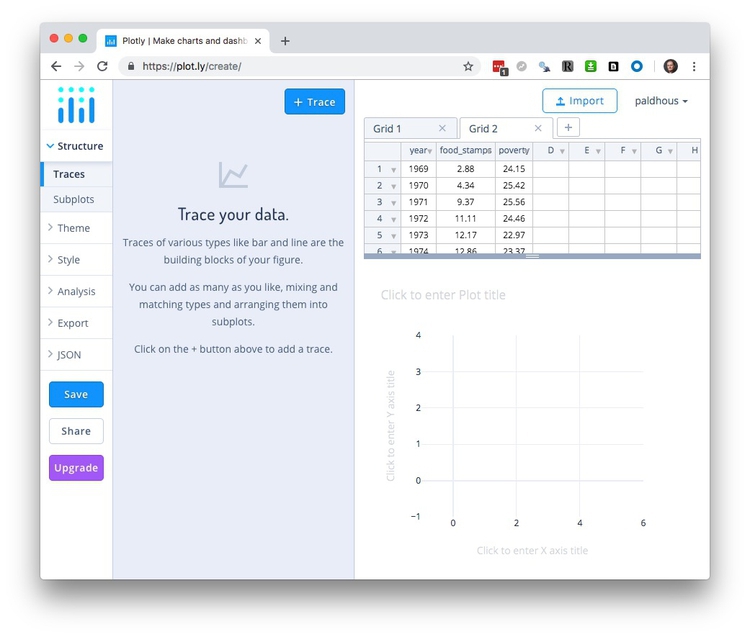 Plotly | Make charts and dashb
https://plot.ly/create/
1
+ Trace
Import
paldhous
Structure
Traces
Subplots
Theme
Style
Analysis
Export
JSON
Save
Share
Upgrade
Trace your data.
Traces of various types like bar and line are the
building blocks of your figure.
You can add as many as you like, mixing and
matching types and arranging them into
subplots.
Click on the + button above to add a trace.
Grid 1
Grid 2
year food_stamps poverty D E F G H
1 1969 2.88 24.15
2 1970 4.34 25.42
3 1971 9.37 25.56
4 1972 11.11 24.46
5 1973 12.17 22.97
6 1974 12.86 23.37
Click to enter Plot title
4
3
2
1
0
−1
Click to enter Y axis title
0 2 4 6
Click to enter X axis title